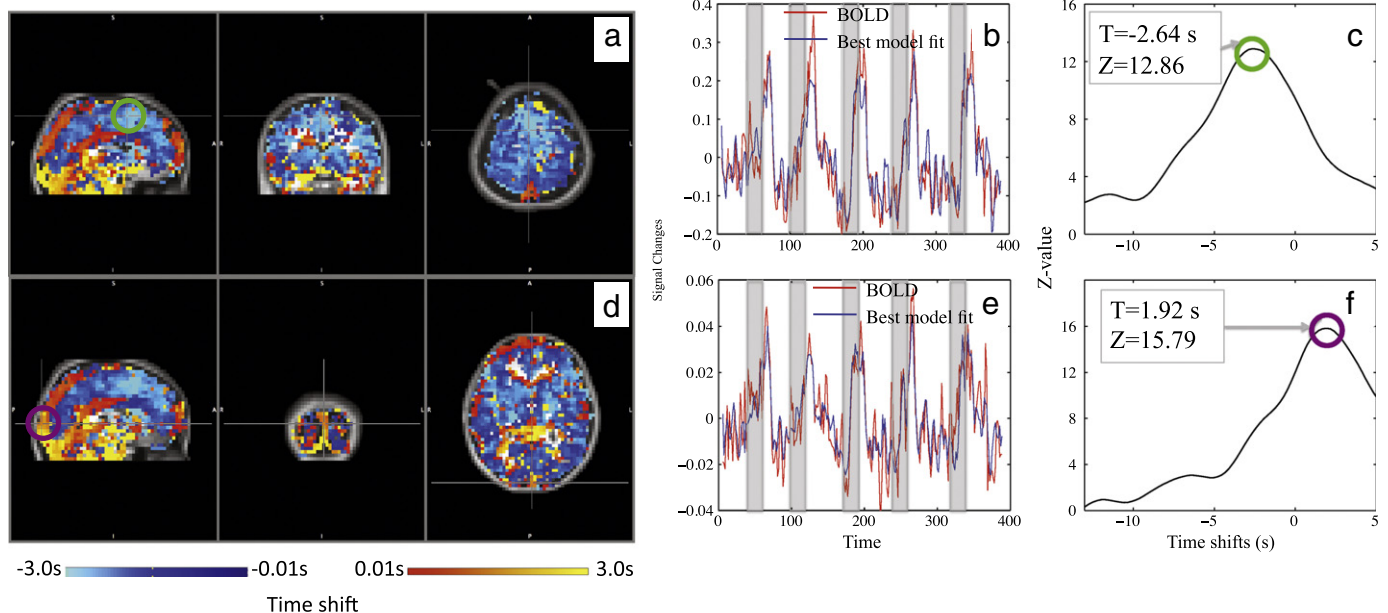 S
S
A
a
P
A
R
L
R
L
I
I
P
S
S
A
d
P
A
R
L
R
L
I
I
P
-3.0s
-0.01s
0.01s
3.0s
Time shift
Signal Changes
0.4
0.3
0.2
0.1
0
−0.1
−0.2
0
100
200
300
400
BOLD
Best model fit
b
0.06
0.04
0.02
0
−0.02
−0.04
0
100
200
300
400
BOLD
Best model fit
e
Time
Z-value
16
12
8
4
0
−10
−5
0
5
T=-2.64 s
Z=12.86
c
20
16
12
8
4
0
−10
−5
0
5
T=1.92 s
Z=15.79
f
Time shifts (s)